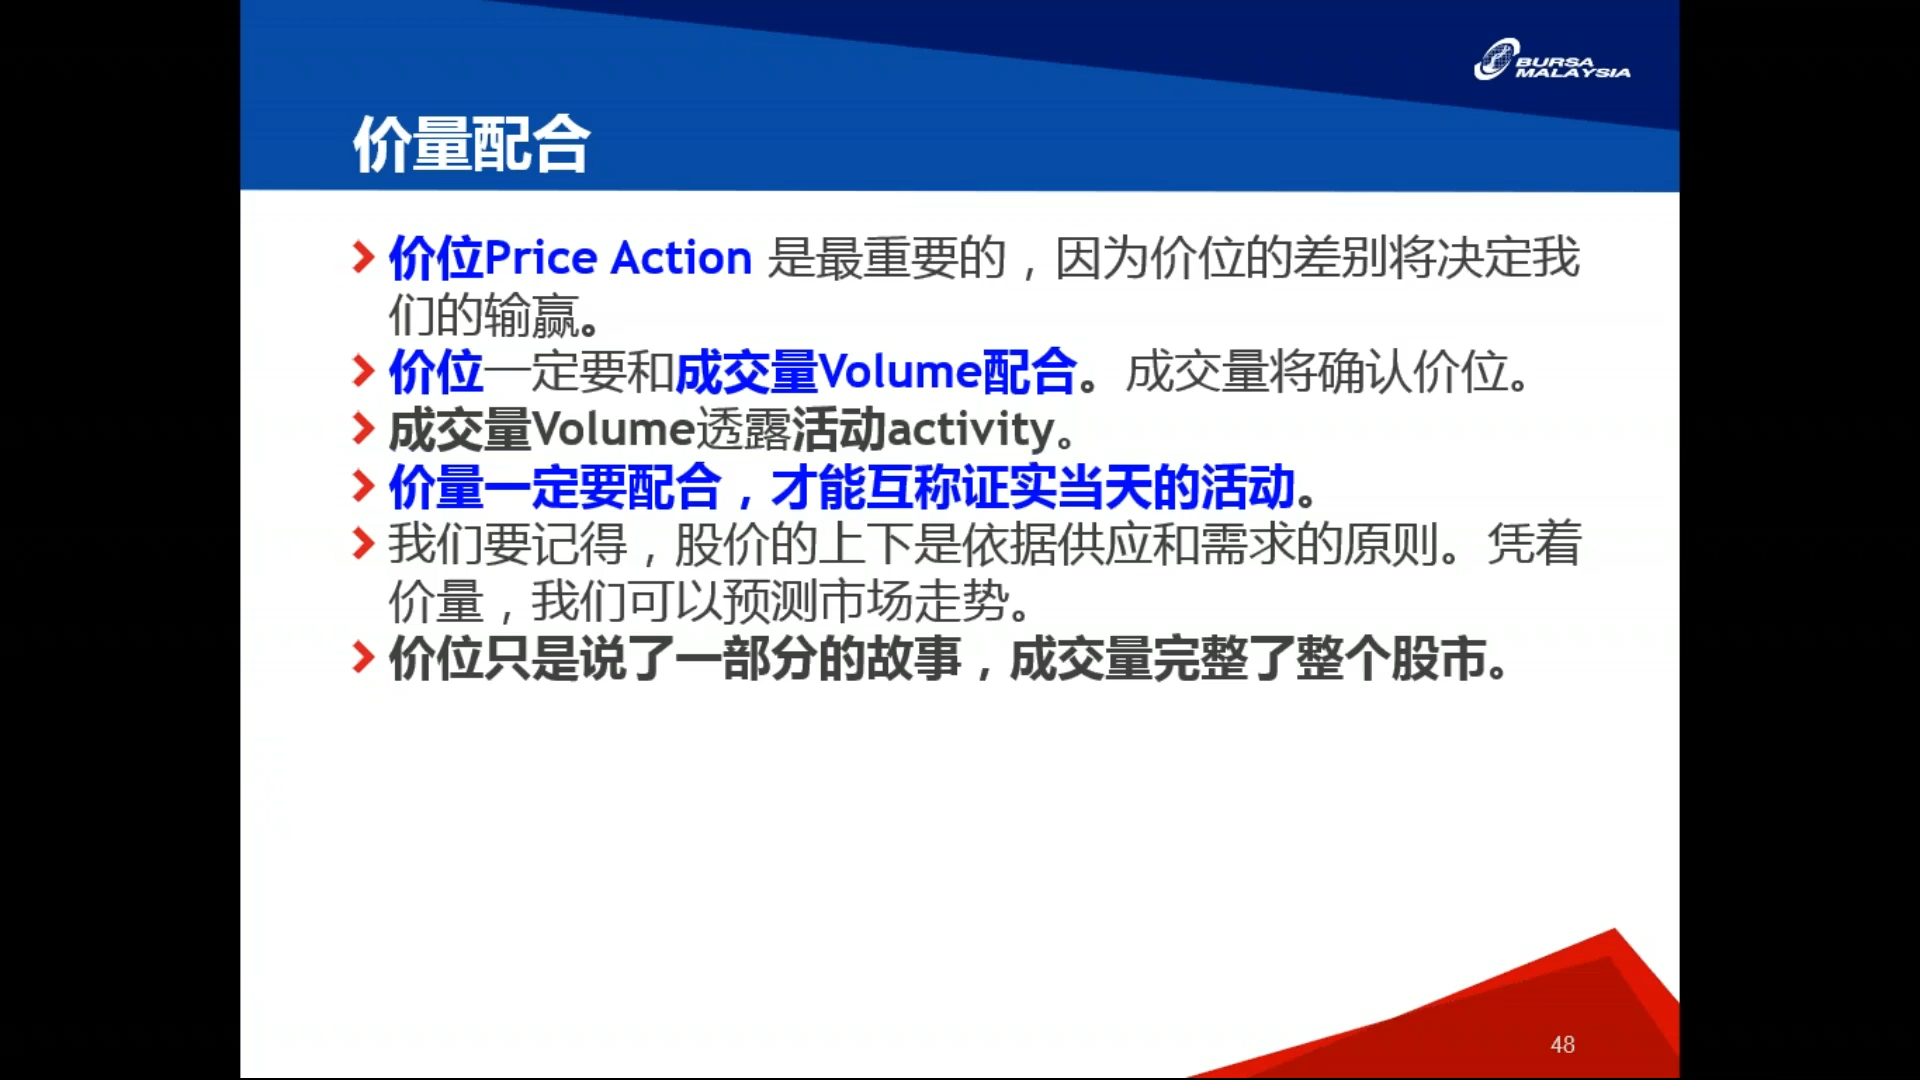 BURSA
MALAYSIA
价量配合
价位Price Action 是最重要的，因为价位的差别将决定我
们的输赢。
价位一定要和成交量Volume配合。成交量将确认价位。
成交量Volume透露活动activity。
价量一定要配合，才能互称证实当天的活动。
我们要记得，股价的上下是依据供应和需求的原则。凭着
价量，我们可以预测市场走势。
价位只是说了一部分的故事，成交量完整了整个股市。
48